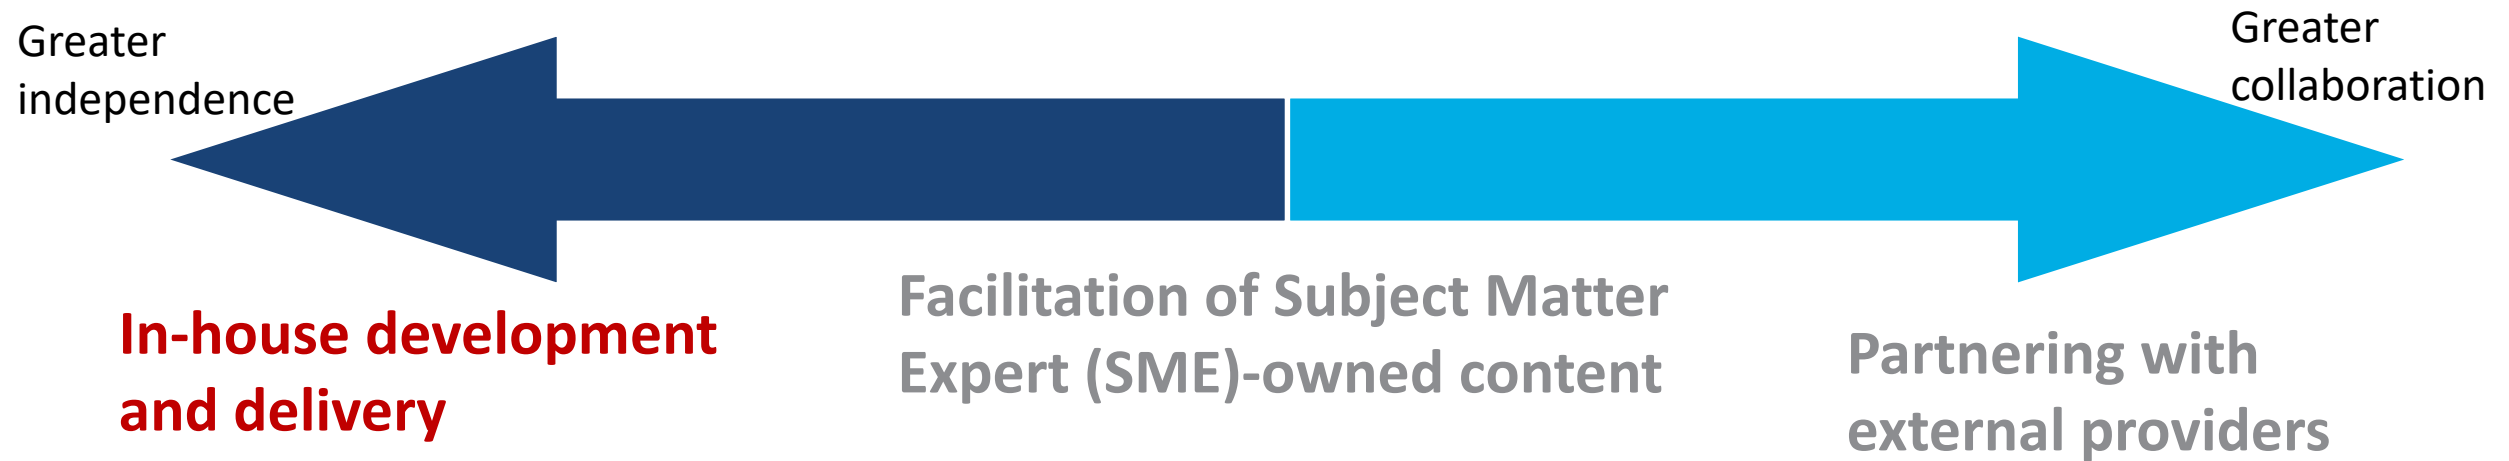 Greater
independence
Greater
collaboration
In-house development
and delivery
Facilitation of Subject Matter
Expert (SME)-owned content
Partnering with
external providers